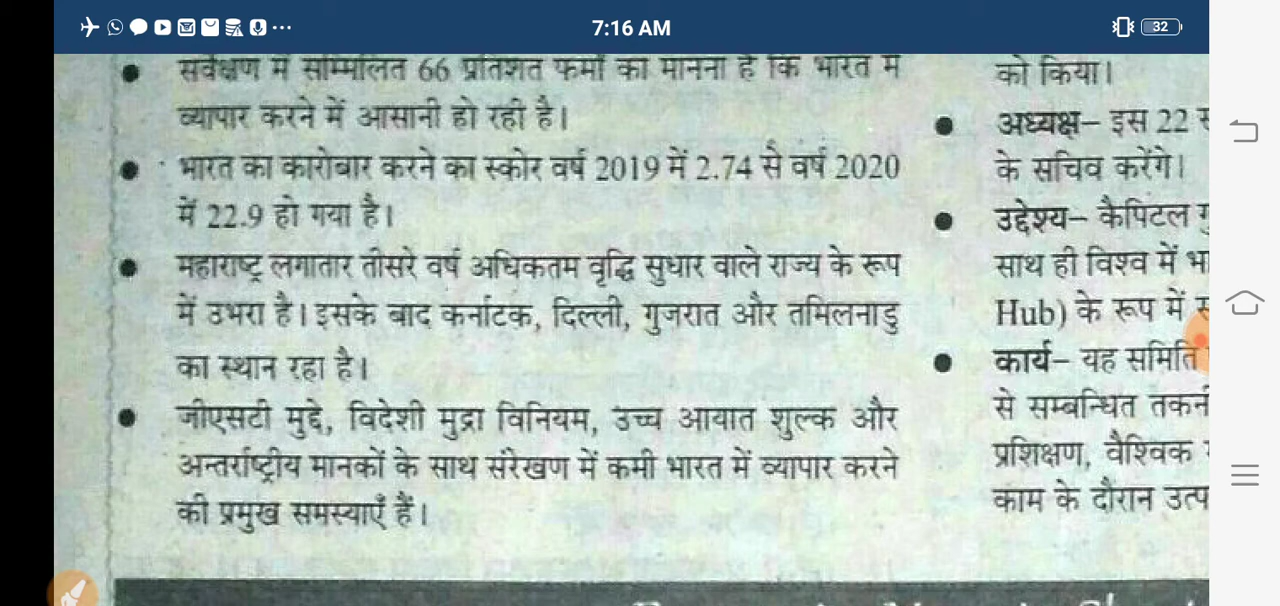 7:16 AM
32
सर्वेक्षण में सम्मिलित 66 प्रतिशत फर्मों का मानना है कि भारत में
व्यापार करने में आसानी हो रही है।
भारत का कारोबार करने का स्कोर वर्ष 2019 में 2.74 से वर्ष 2020
में 22.9 हो गया है।
महाराष्ट्र लगातार तीसरे वर्ष अधिकतम वृद्धि सुधार वाले राज्य के रूप
में उभरा है। इसके बाद कर्नाटक, दिल्ली, गुजरात और तमिलनाडु
का स्थान रहा है।
जीएसटी मुद्दे, विदेशी मुद्रा विनियम, उच्च आयात शुल्क और
अन्तर्राष्ट्रीय मानकों के साथ संरेखण में कमी भारत में व्यापार करने
की प्रमुख समस्याएँ हैं।
को किया।
अध्यक्ष– इस 22
के सचिव करेंगे।
उद्देश्य– कैपिटल
साथ ही विश्व में
Hub) के रूप में
कार्य– यह समिति
से सम्बन्धित
प्रशिक्षण, वैश्विक
काम के दौरान